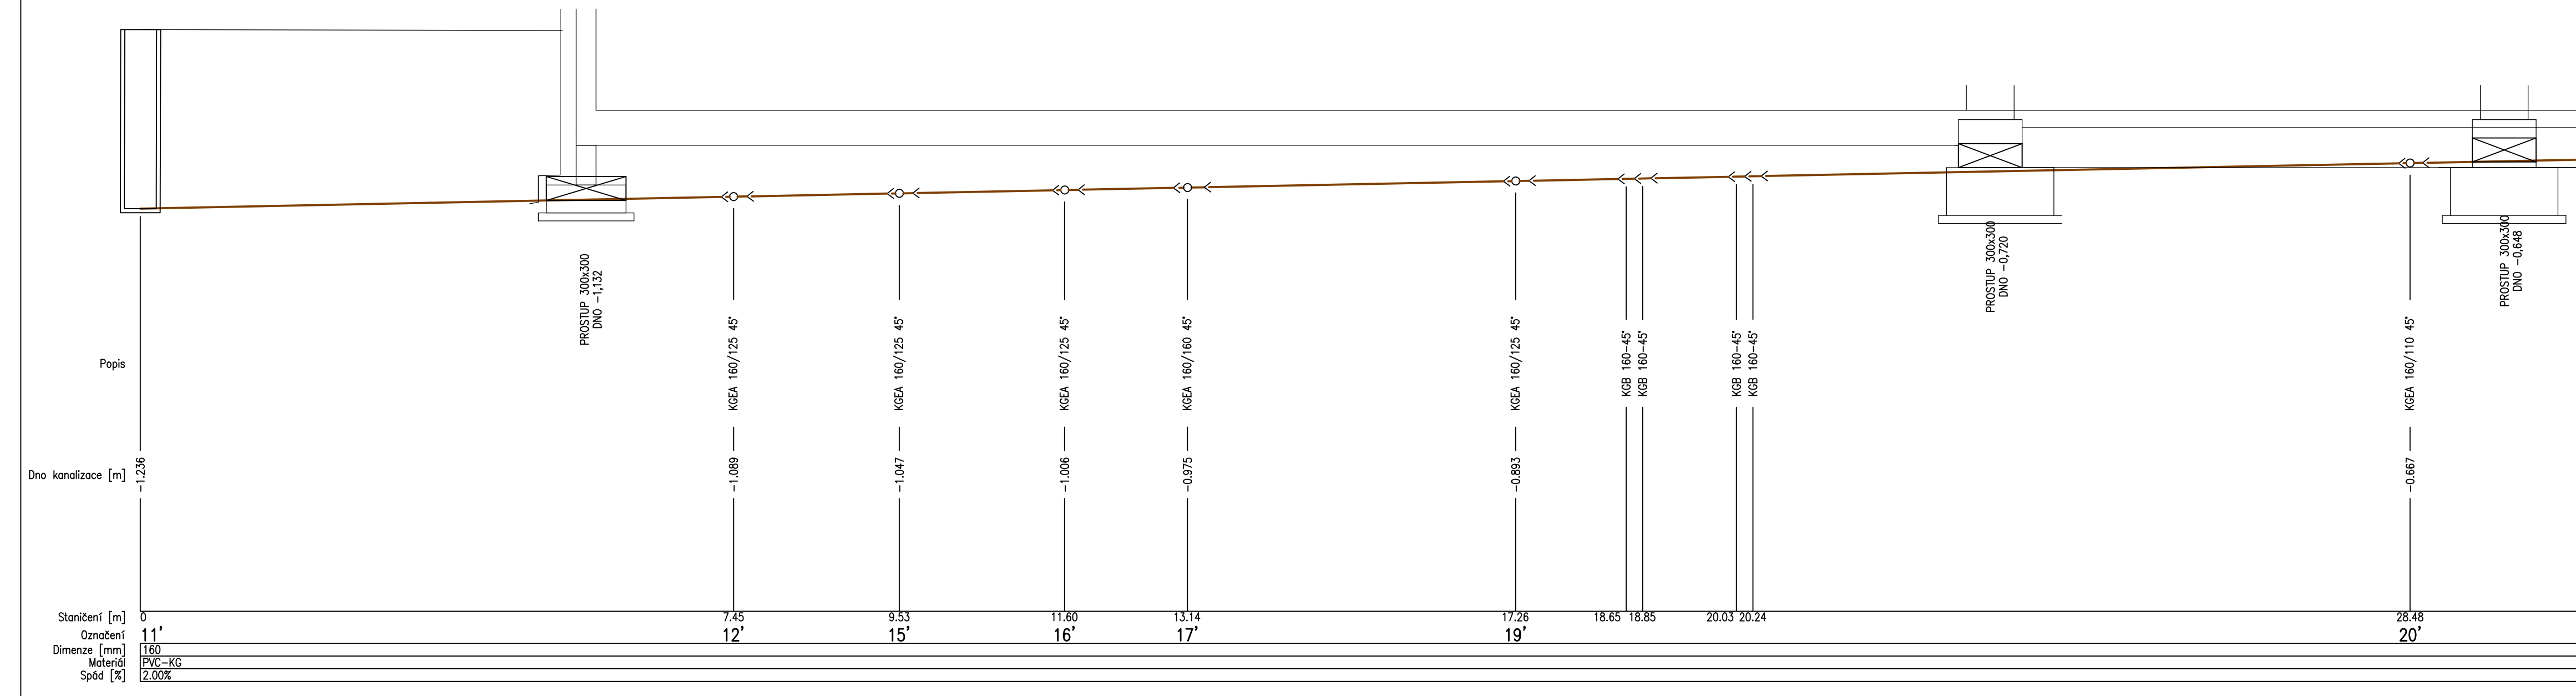 PROSTUP 300x300
DNO -1,132
PROSTUP 300x300
DNO -0,720
PROSTUP 300x300
DNO -0,648
Popis
KGEA 160/125 45°
KGEA 160/125 45°
KGEA 160/125 45°
KGEA 160/160 45°
KGEA 160/125 45°
KGB 160-45°
KGB 160-45°
KGB 160-45°
KGB 160-45°
KGEA 160/110 45°
Dno kanalizace [m]
-1.236
-1.089
-1.047
-1.006
-0.975
-0.893
-0.667
Staničení [m] 0 7.45 9.53 11.60 13.14 17.26 18.65 18.85 20.03 20.24 28.48
Označení 11' 12' 15' 16' 17' 19' 20'
Dimenze [mm] 160
Materiál PVC-KG
Spád [%] 2.00%